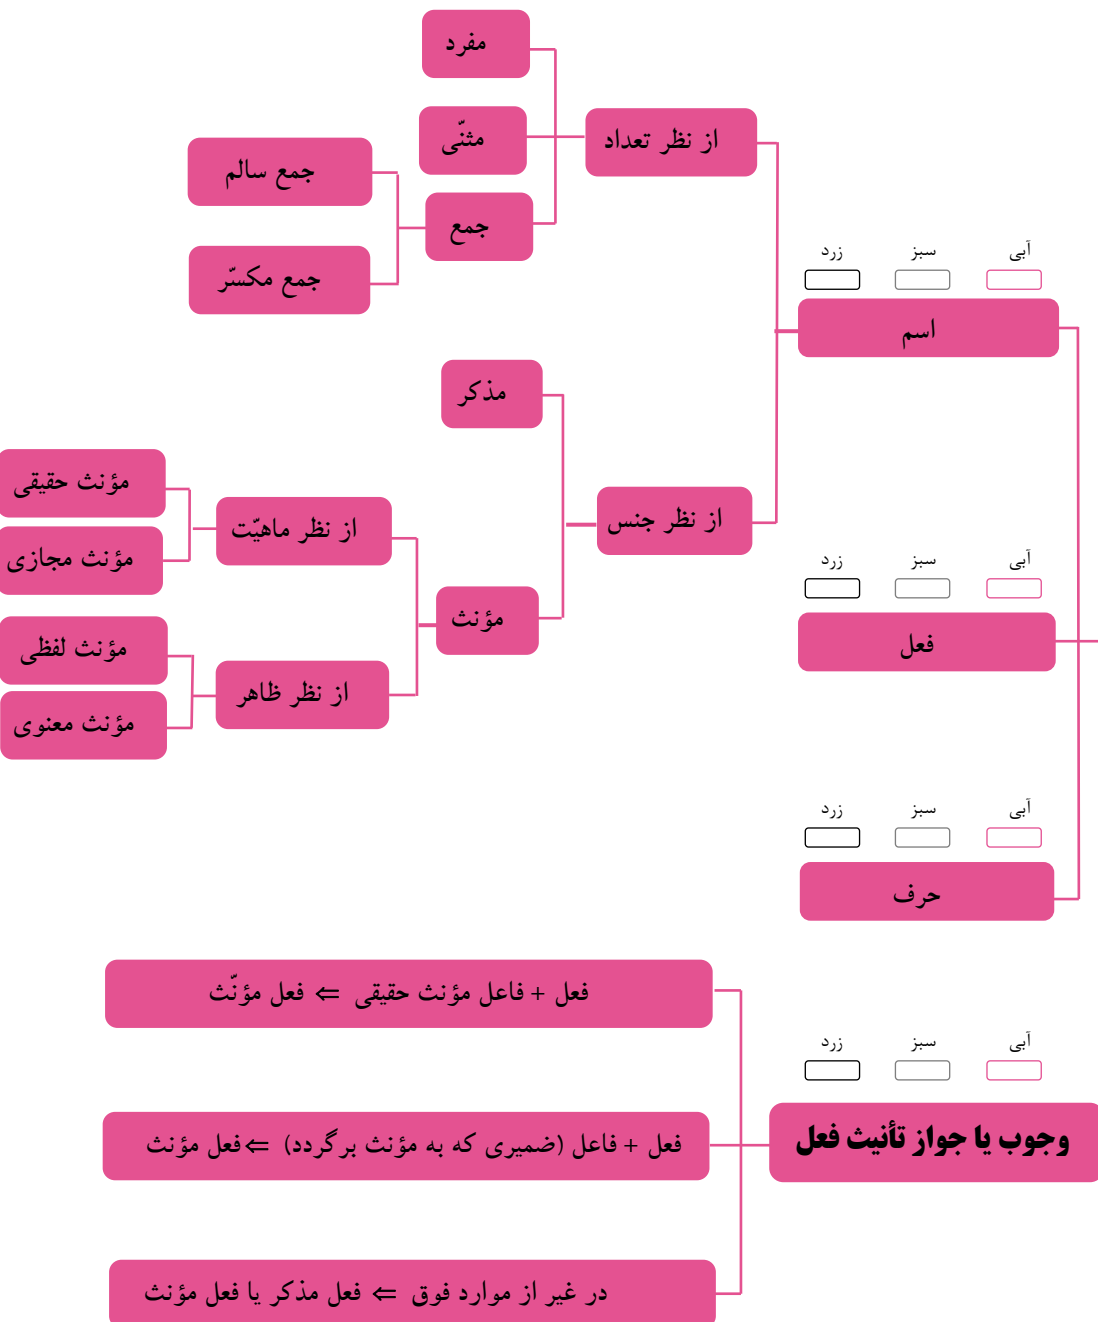 مفرد
مثنّی
از نظر تعداد
جمع سالم
جمع
جمع مکسّر
آبی
سبز
زرد
اسم
مذکر
مؤنث حقیقی
از نظر ماهیّت
از نظر جنس
مؤنث مجازی
آبی
سبز
زرد
مؤنث
مؤنث لفظی
فعل
از نظر ظاهر
مؤنث معنوی
آبی
سبز
زرد
حرف
فعل + فاعل مؤنث حقیقی ⇐ فعل مؤنّث
آبی
سبز
زرد
وجوب یا جواز تأنیث فعل
فعل + فاعل (ضمیری که به مؤنث برگردد) ⇐ فعل مؤنث
در غیر از موارد فوق ⇐ فعل مذکر یا فعل مؤنث